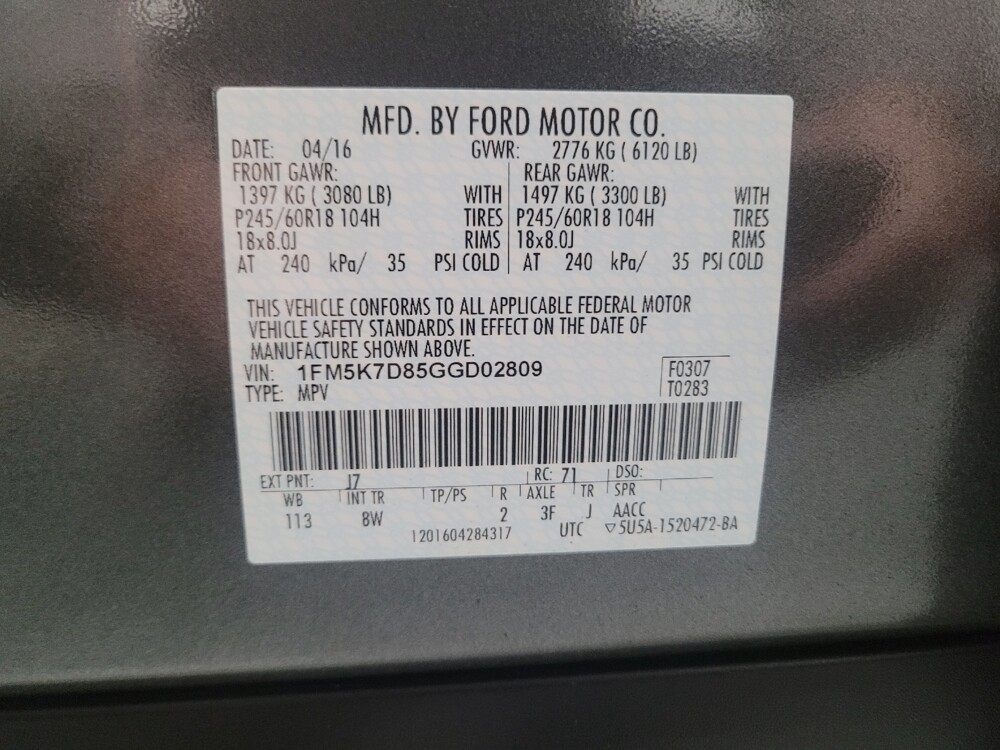 MFD. BY FORD MOTOR CO.
DATE: 04/16 GVWR: 2776 KG ( 6120 LB)
FRONT GAWR: REAR GAWR:
1397 KG ( 3080 LB) WITH 1497 KG ( 3300 LB) WITH
P245/60R18 104H TIRES P245/60R18 104H TIRES
18x8.0J RIMS 18x8.0J RIMS
AT 240 kPa/ 35 PSI COLD AT 240 kPa/ 35 PSI COLD
THIS VEHICLE CONFORMS TO ALL APPLICABLE FEDERAL MOTOR
VEHICLE SAFETY STANDARDS IN EFFECT ON THE DATE OF
MANUFACTURE SHOWN ABOVE.
VIN: 1FM5K7D85GGD02809 F0307
TYPE: MPV T0283
EXT PNT: J7 RC: 71 DSO:
WB INT TR TP/PS R AXLE TR SPR
113 8W 2 3F J AACC
1201604284317 UTC ▽5U5A-1520472-BA